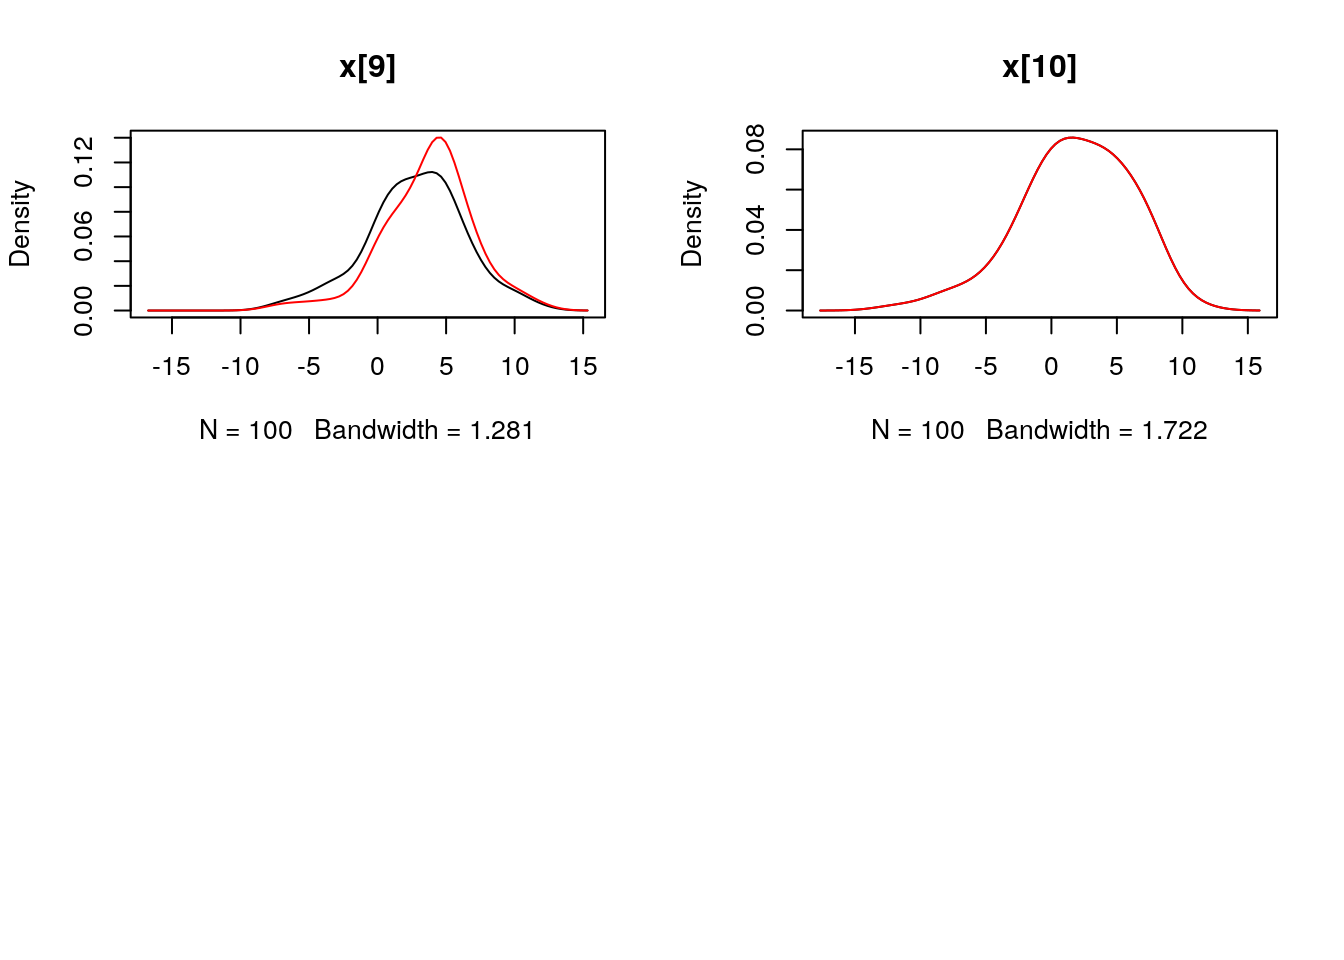 x[9]
Density
0.00 0.06 0.12
-15 -10 -5 0 5 10 15
N = 100 Bandwidth = 1.281
x[10]
Density
0.00 0.04 0.08
-15 -10 -5 0 5 10 15
N = 100 Bandwidth = 1.722